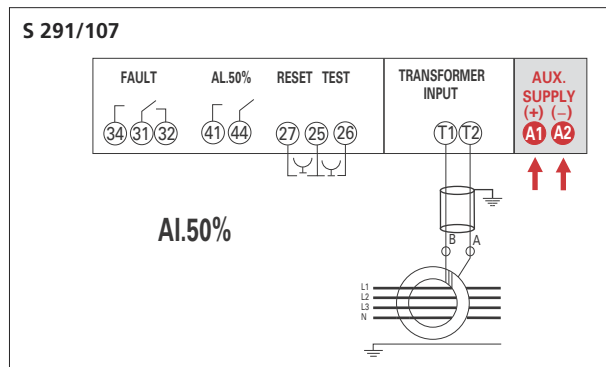 S 291/107
FAULT AL.50% RESET TEST TRANSFORMER INPUT AUX. SUPPLY
(+) (–)
34 31 32 41 44 27 25 26 T1 T2 A1 A2
Al.50%
B A
L1
L2
L3
N